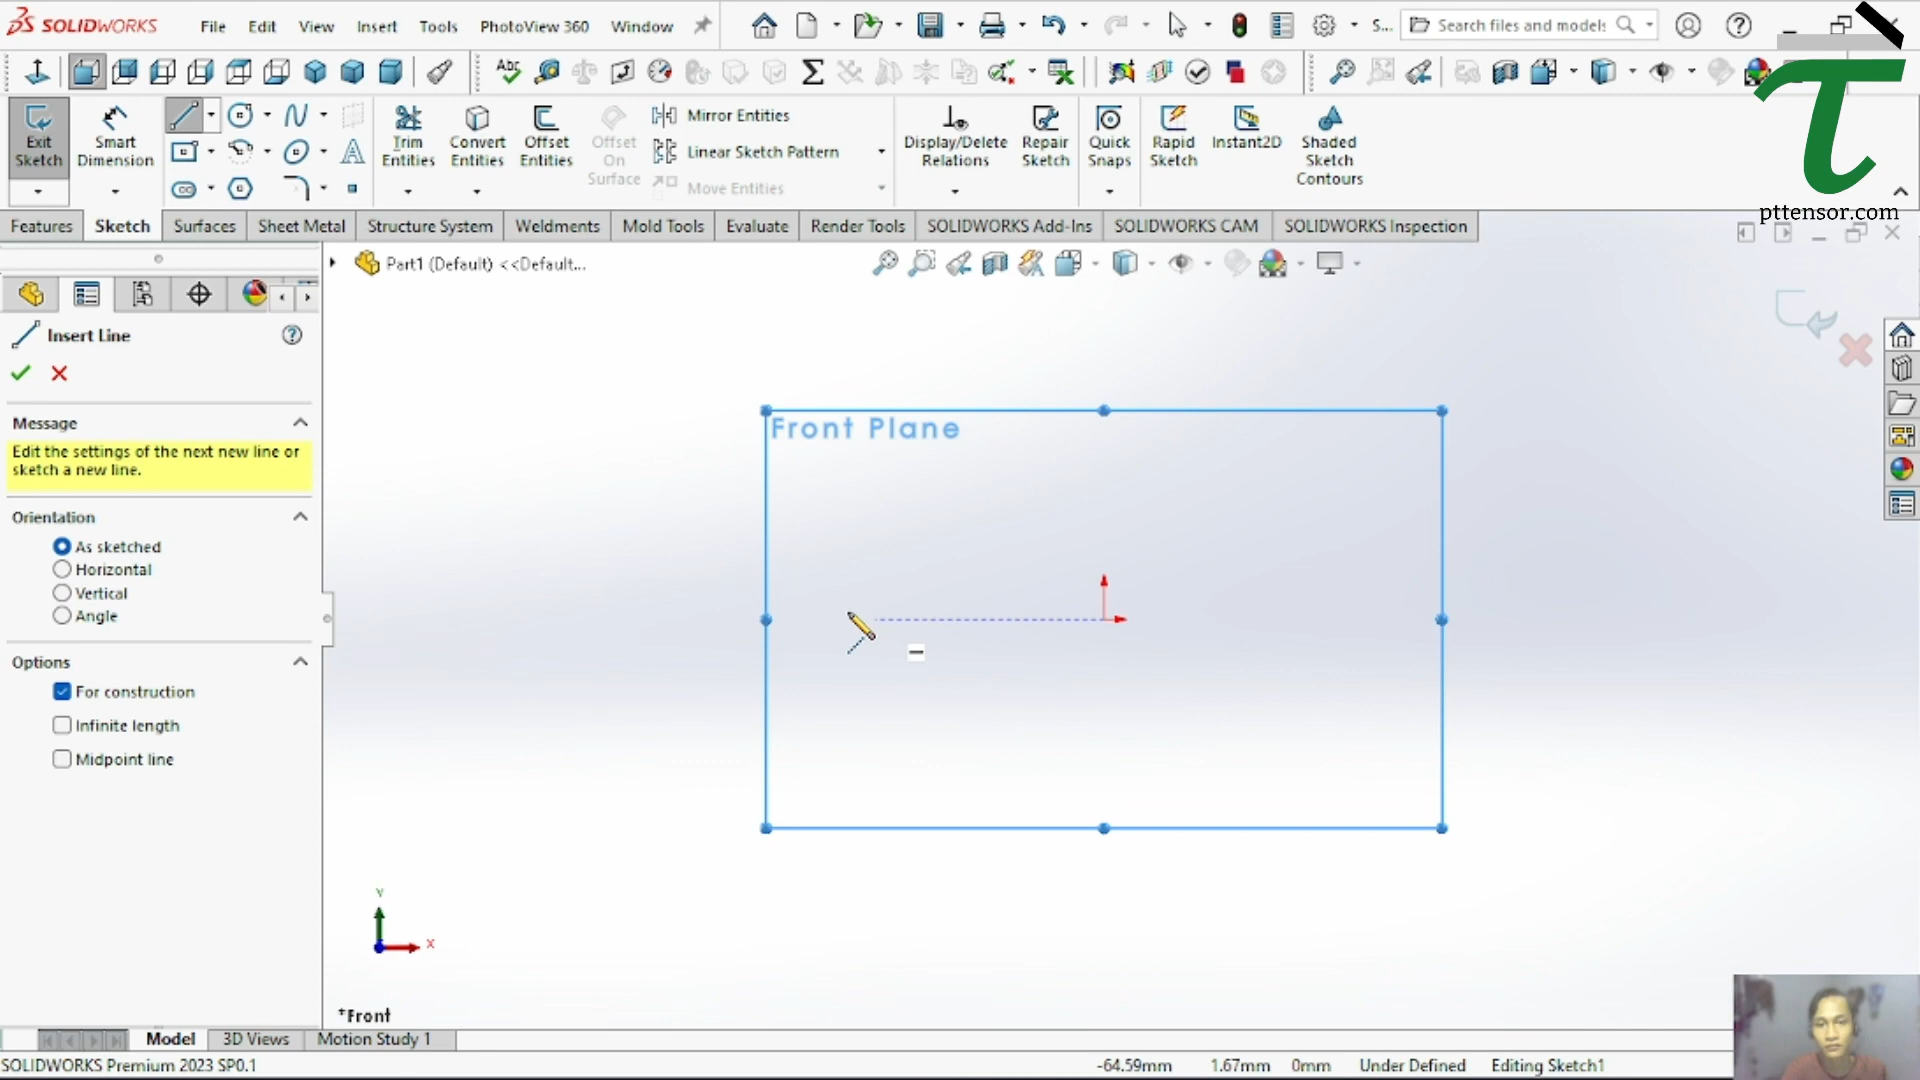 SOLIDWORKS
File
Edit
View
Insert
Tools
PhotoView 360
Window
S...
Search files and models
Abc
Exit Sketch
Smart Dimension
Trim Entities
Convert Entities
Offset Entities
Offset On Surface
Mirror Entities
Linear Sketch Pattern
Move Entities
Display/Delete Relations
Repair Sketch
Quick Snaps
Rapid Sketch
Instant2D
Shaded Sketch Contours
pttensor.com
Features
Sketch
Surfaces
Sheet Metal
Structure System
Weldments
Mold Tools
Evaluate
Render Tools
SOLIDWORKS Add-Ins
SOLIDWORKS CAM
SOLIDWORKS Inspection
Part1 (Default) <<Default...
Insert Line
Message
Edit the settings of the next new line or
sketch a new line.
Orientation
As sketched
Horizontal
Vertical
Angle
Options
For construction
Infinite length
Midpoint line
Front Plane
Y
X
*Front
Model
3D Views
Motion Study 1
SOLIDWORKS Premium 2023 SP0.1
-64.59mm
1.67mm
0mm
Under Defined
Editing Sketch1